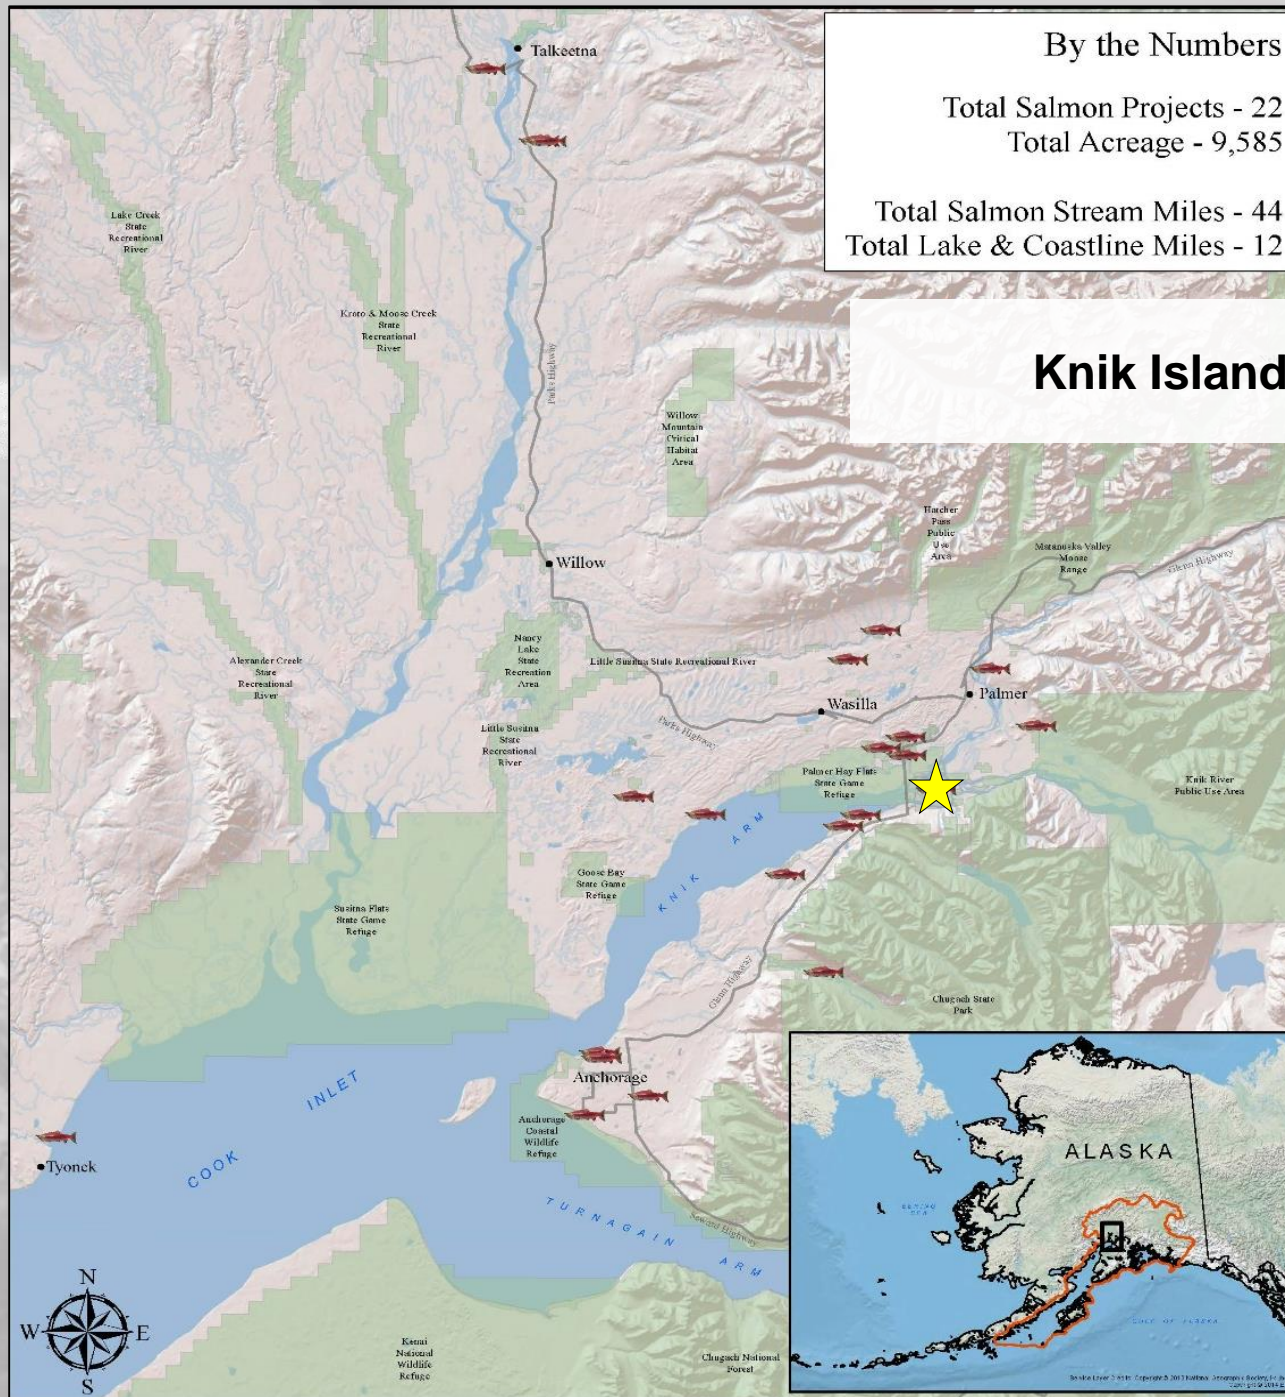 Talkeetna
By the Numbers
Total Salmon Projects - 22
Total Acreage - 9,585
Total Salmon Stream Miles - 44
Total Lake & Coastline Miles - 12
Knik Island
Lake Creek
State
Recreational
River
Kroto & Moose Creek
State
Recreational
River
Parks Highway
Willow
Mountain
Critical
Habitat
Area
Hatcher
Pass
Public
Use
Area
Matanuska Valley
Moose
Range
Glenn Highway
Willow
Nancy
Lake
State
Recreation
Area
Little Susitna State Recreational River
Alexander Creek
State
Recreational
River
Palmer
Wasilla
Parks Highway
Little Susitna
State
Recreational
River
Palmer Hay Flats
State Game
Refuge
Knik River
Public Use Area
KNIK ARM
Goose Bay
State Game
Refuge
Susitna Flats
State Game
Refuge
Glenn Highway
Chugach State
Park
Anchorage
COOK INLET
Anchorage
Coastal
Wildlife
Refuge
Tyonek
TURNAGAIN ARM
Seward Highway
ALASKA
BERING
SEA
GULF OF ALASKA
N
W E
S
Kenai
National
Wildlife
Refuge
Chugach National
Forest